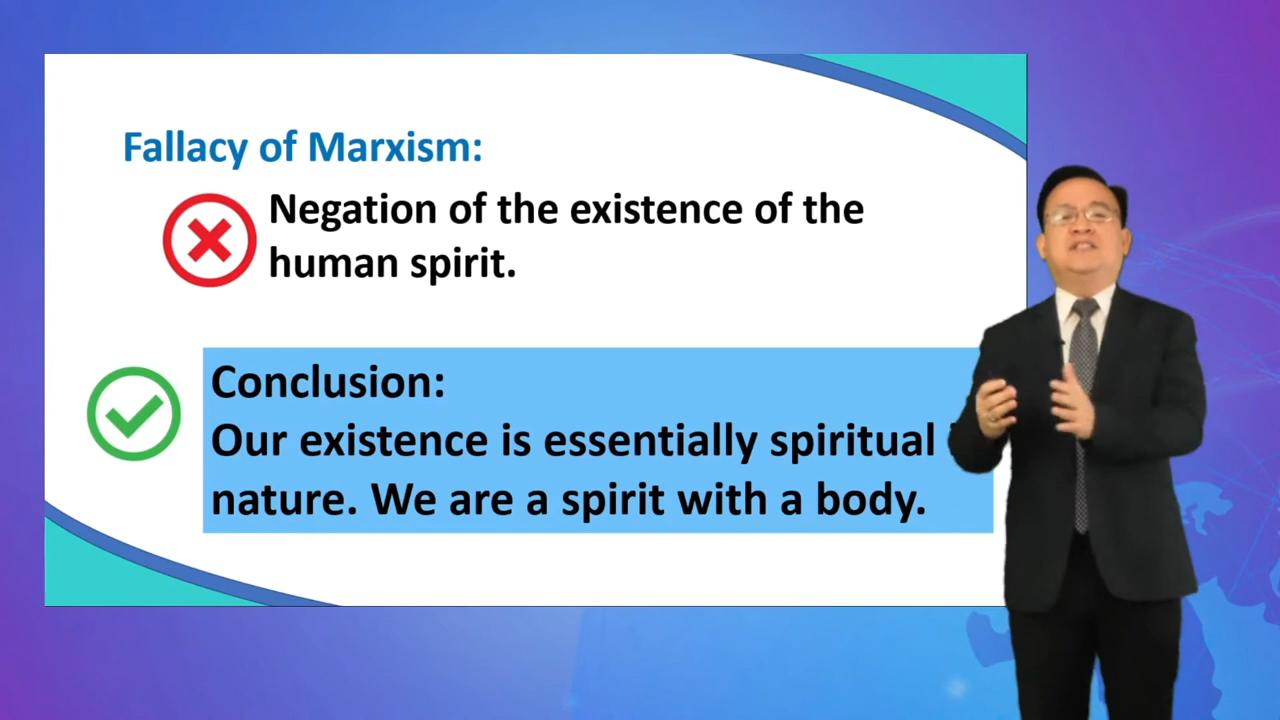 Fallacy of Marxism:
Negation of the existence of the
human spirit.
Conclusion:
Our existence is essentially spiritual
nature. We are a spirit with a body.